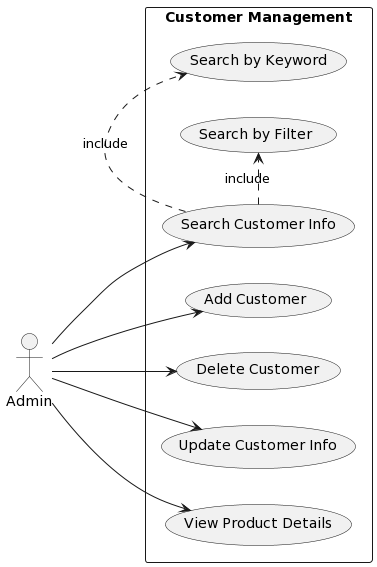 Customer Management
Search by Keyword
Search by Filter
include
include
Search Customer Info
Add Customer
Admin
Delete Customer
Update Customer Info
View Product Details